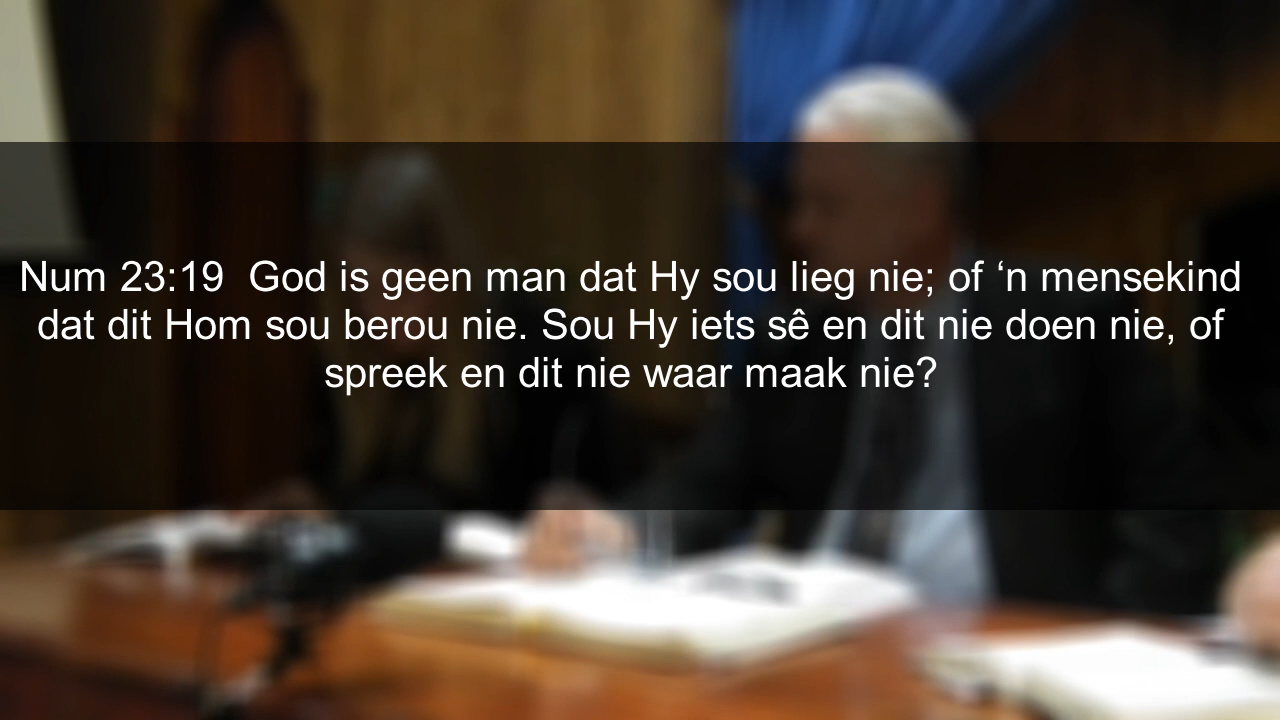 Num 23:19  God is geen man dat Hy sou lieg nie; of ‘n mensekind
dat dit Hom sou berou nie. Sou Hy iets sê en dit nie doen nie, of
spreek en dit nie waar maak nie?